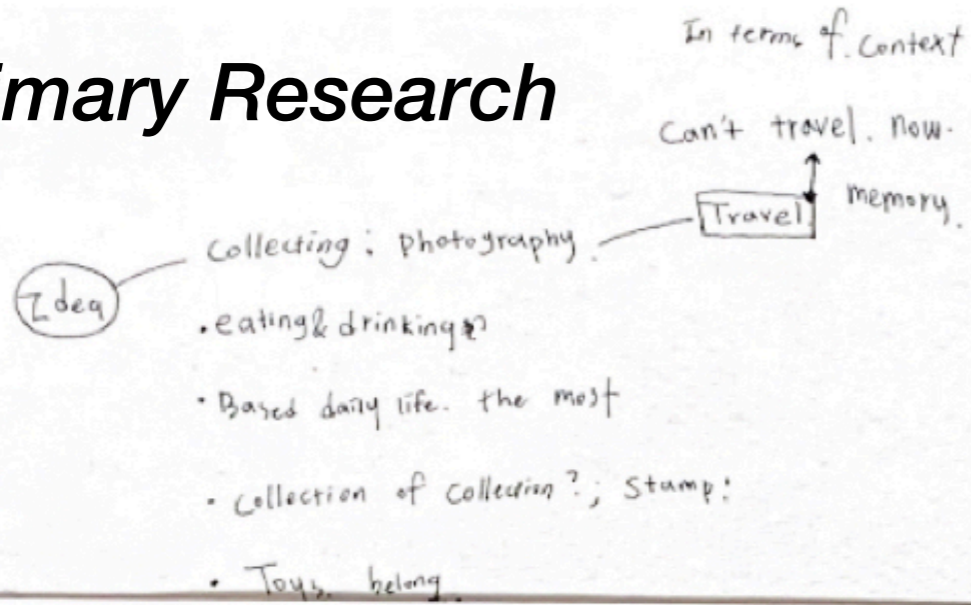 In terms of. Context
imary Research
Can't travel. now.
Travel
memory.
Collecting : photography.
Idea
. eating & drinking
· Based daily life. the most
· Collection of collection? ; Stamp:
· Toys, belong